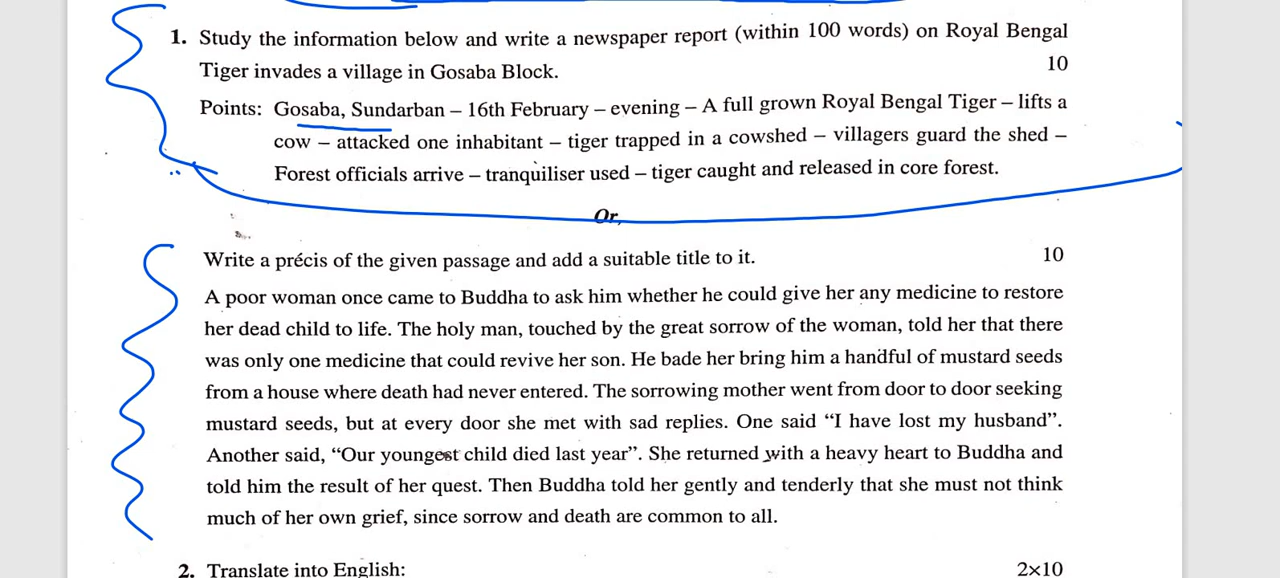 1. Study the information below and write a newspaper report (within 100 words) on Royal Bengal
Tiger invades a village in Gosaba Block. 10
Points: Gosaba, Sundarban – 16th February – evening – A full grown Royal Bengal Tiger – lifts a
cow – attacked one inhabitant – tiger trapped in a cowshed – villagers guard the shed –
Forest officials arrive – tranquiliser used – tiger caught and released in core forest.
Or,
Write a précis of the given passage and add a suitable title to it. 10
A poor woman once came to Buddha to ask him whether he could give her any medicine to restore
her dead child to life. The holy man, touched by the great sorrow of the woman, told her that there
was only one medicine that could revive her son. He bade her bring him a handful of mustard seeds
from a house where death had never entered. The sorrowing mother went from door to door seeking
mustard seeds, but at every door she met with sad replies. One said “I have lost my husband”.
Another said, “Our youngest child died last year”. She returned with a heavy heart to Buddha and
told him the result of her quest. Then Buddha told her gently and tenderly that she must not think
much of her own grief, since sorrow and death are common to all.
2. Translate into English: 2×10